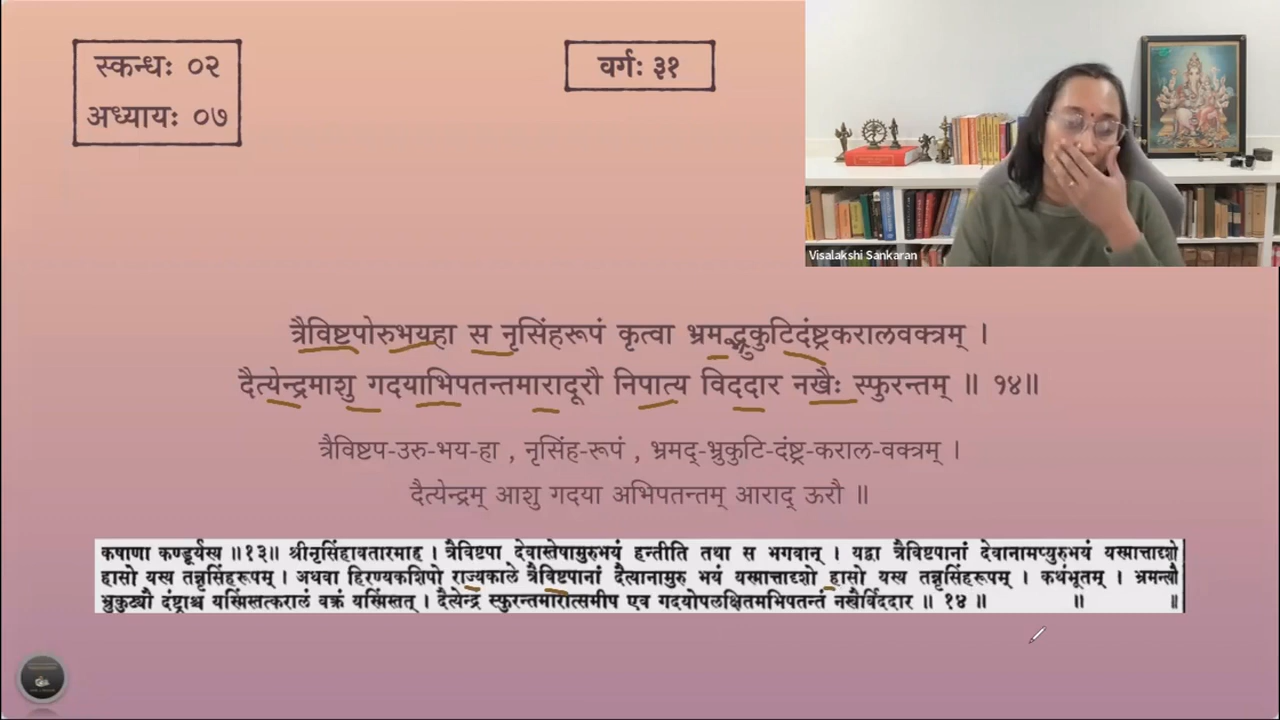 स्कन्धः ०२
अध्यायः ०७
वर्गः ३१
Visalakshi Sankaran
त्रैविष्टपोरुभयहा स नृसिंहरूपं कृत्वा भ्रमद्भ्रुकुटिदंष्ट्रकरालवक्त्रम् ।
दैत्येन्द्रमाशु गदयाभिपतन्तमारादूरौ निपात्य विददार नखैः स्फुरन्तम् ॥ १४॥
त्रैविष्टप-उरु-भय-हा , नृसिंह-रूपं , भ्रमद्-भ्रुकुटि-दंष्ट्र-कराल-वक्त्रम् ।
दैत्येन्द्रम् आशु गदया अभिपतन्तम् आराद् ऊरौ ॥
कषाणा कण्डूर्यस्य ॥१३॥ श्रीनृसिंहावतारमाह । त्रैविष्टपा देवास्तेषामुरुभयं हन्तीति तथा स भगवान् । यद्वा त्रैविष्टपानां देवानामप्युरुभयं यस्मात्तादृशो
हासो यस्य तन्नृसिंहरूपम् । अथवा हिरण्यकशिपो राज्यकाले त्रैविष्टपानां दैत्यानामुरु भयं यस्मात्तादृशो हासो यस्य तन्नृसिंहरूपम् । कथंभूतम् । भ्रमन्त्यौ
भ्रुकुट्यौ दंष्ट्राश्च यस्मिंस्तत्करालं वक्रं यस्मिंस्तत् । दैत्येन्द्रं स्फुरन्तमारात्समीप एव गदयोपलक्षितमभिपतन्तं नखैर्विददार ॥ १४ ॥ ॥ ॥